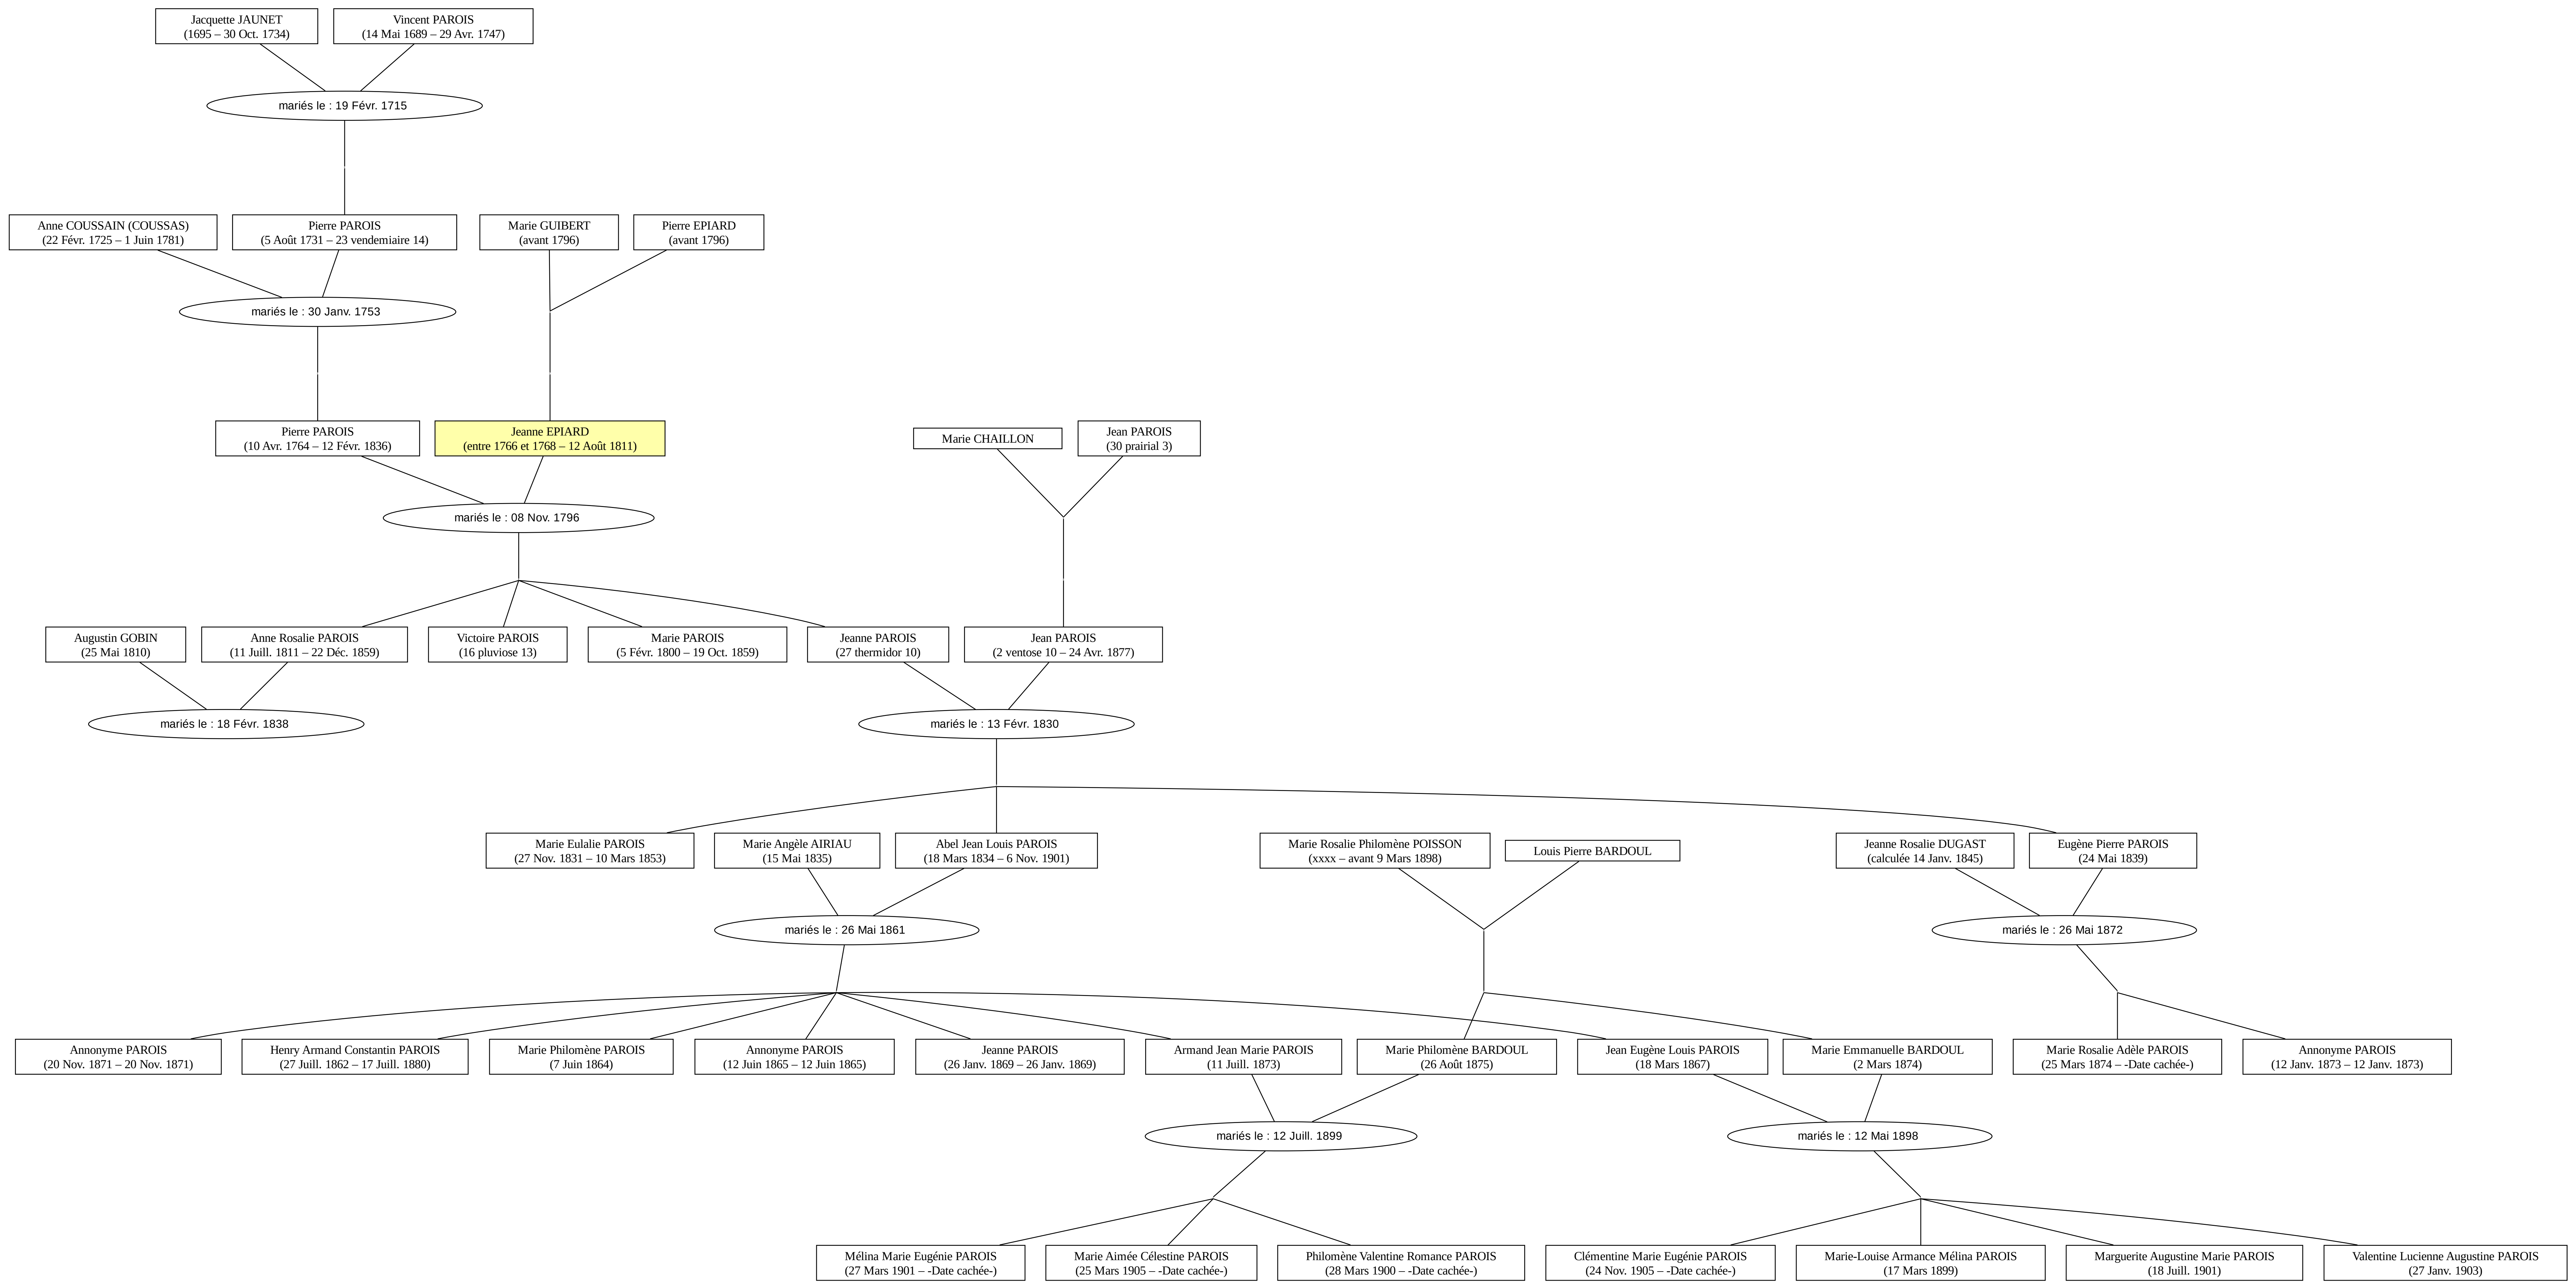 Jacquette JAUNET
(1695 – 30 Oct. 1734)
Vincent PAROIS
(14 Mai 1689 – 29 Avr. 1747)
mariés le : 19 Févr. 1715
Anne COUSSAIN (COUSSAS)
(22 Févr. 1725 – 1 Juin 1781)
Pierre PAROIS
(5 Août 1731 – 23 vendemiaire 14)
Marie GUIBERT
(avant 1796)
Pierre EPIARD
(avant 1796)
mariés le : 30 Janv. 1753
Pierre PAROIS
(10 Avr. 1764 – 12 Févr. 1836)
Jeanne EPIARD
(entre 1766 et 1768 – 12 Août 1811)
Marie CHAILLON
Jean PAROIS
(30 prairial 3)
mariés le : 08 Nov. 1796
Augustin GOBIN
(25 Mai 1810)
Anne Rosalie PAROIS
(11 Juill. 1811 – 22 Déc. 1859)
Victoire PAROIS
(16 pluviose 13)
Marie PAROIS
(5 Févr. 1800 – 19 Oct. 1859)
Jeanne PAROIS
(27 thermidor 10)
Jean PAROIS
(2 ventose 10 – 24 Avr. 1877)
mariés le : 18 Févr. 1838
mariés le : 13 Févr. 1830
Marie Eulalie PAROIS
(27 Nov. 1831 – 10 Mars 1853)
Marie Angèle AIRIAU
(15 Mai 1835)
Abel Jean Louis PAROIS
(18 Mars 1834 – 6 Nov. 1901)
Marie Rosalie Philomène POISSON
(xxxx – avant 9 Mars 1898)
Louis Pierre BARDOUL
Jeanne Rosalie DUGAST
(calculée 14 Janv. 1845)
Eugène Pierre PAROIS
(24 Mai 1839)
mariés le : 26 Mai 1861
mariés le : 26 Mai 1872
Annonyme PAROIS
(20 Nov. 1871 – 20 Nov. 1871)
Henry Armand Constantin PAROIS
(27 Juill. 1862 – 17 Juill. 1880)
Marie Philomène PAROIS
(7 Juin 1864)
Annonyme PAROIS
(12 Juin 1865 – 12 Juin 1865)
Jeanne PAROIS
(26 Janv. 1869 – 26 Janv. 1869)
Armand Jean Marie PAROIS
(11 Juill. 1873)
Marie Philomène BARDOUL
(26 Août 1875)
Jean Eugène Louis PAROIS
(18 Mars 1867)
Marie Emmanuelle BARDOUL
(2 Mars 1874)
Marie Rosalie Adèle PAROIS
(25 Mars 1874 – -Date cachée-)
Annonyme PAROIS
(12 Janv. 1873 – 12 Janv. 1873)
mariés le : 12 Juill. 1899
mariés le : 12 Mai 1898
Mélina Marie Eugénie PAROIS
(27 Mars 1901 – -Date cachée-)
Marie Aimée Célestine PAROIS
(25 Mars 1905 – -Date cachée-)
Philomène Valentine Romance PAROIS
(28 Mars 1900 – -Date cachée-)
Clémentine Marie Eugénie PAROIS
(24 Nov. 1905 – -Date cachée-)
Marie-Louise Armance Mélina PAROIS
(17 Mars 1899)
Marguerite Augustine Marie PAROIS
(18 Juill. 1901)
Valentine Lucienne Augustine PAROIS
(27 Janv. 1903)